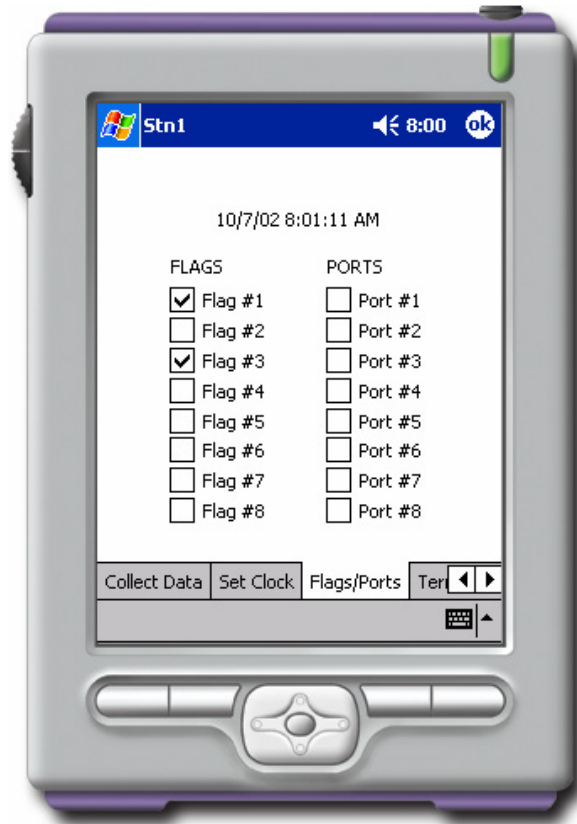 Stn1 8:00 ok
10/7/02 8:01:11 AM
FLAGS PORTS
Flag #1 Port #1
Flag #2 Port #2
Flag #3 Port #3
Flag #4 Port #4
Flag #5 Port #5
Flag #6 Port #6
Flag #7 Port #7
Flag #8 Port #8
Collect Data Set Clock Flags/Ports